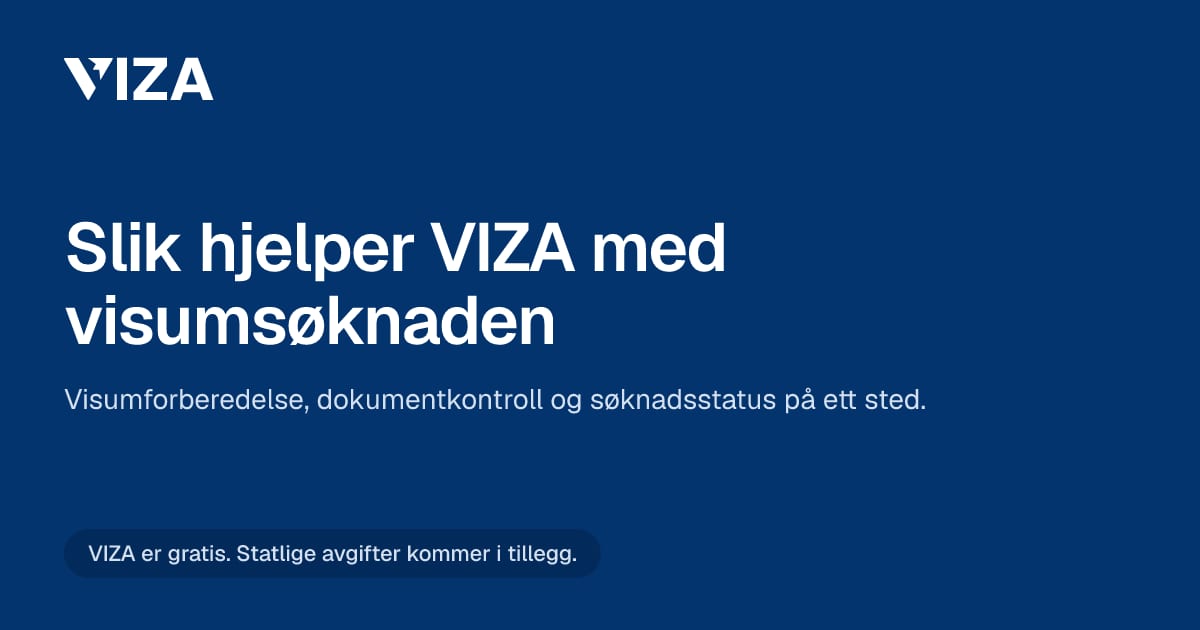 VIZA
Slik hjelper VIZA med
visumsøknaden
Visumforberedelse, dokumentkontroll og søknadsstatus på ett sted.
VIZA er gratis. Statlige avgifter kommer i tillegg.